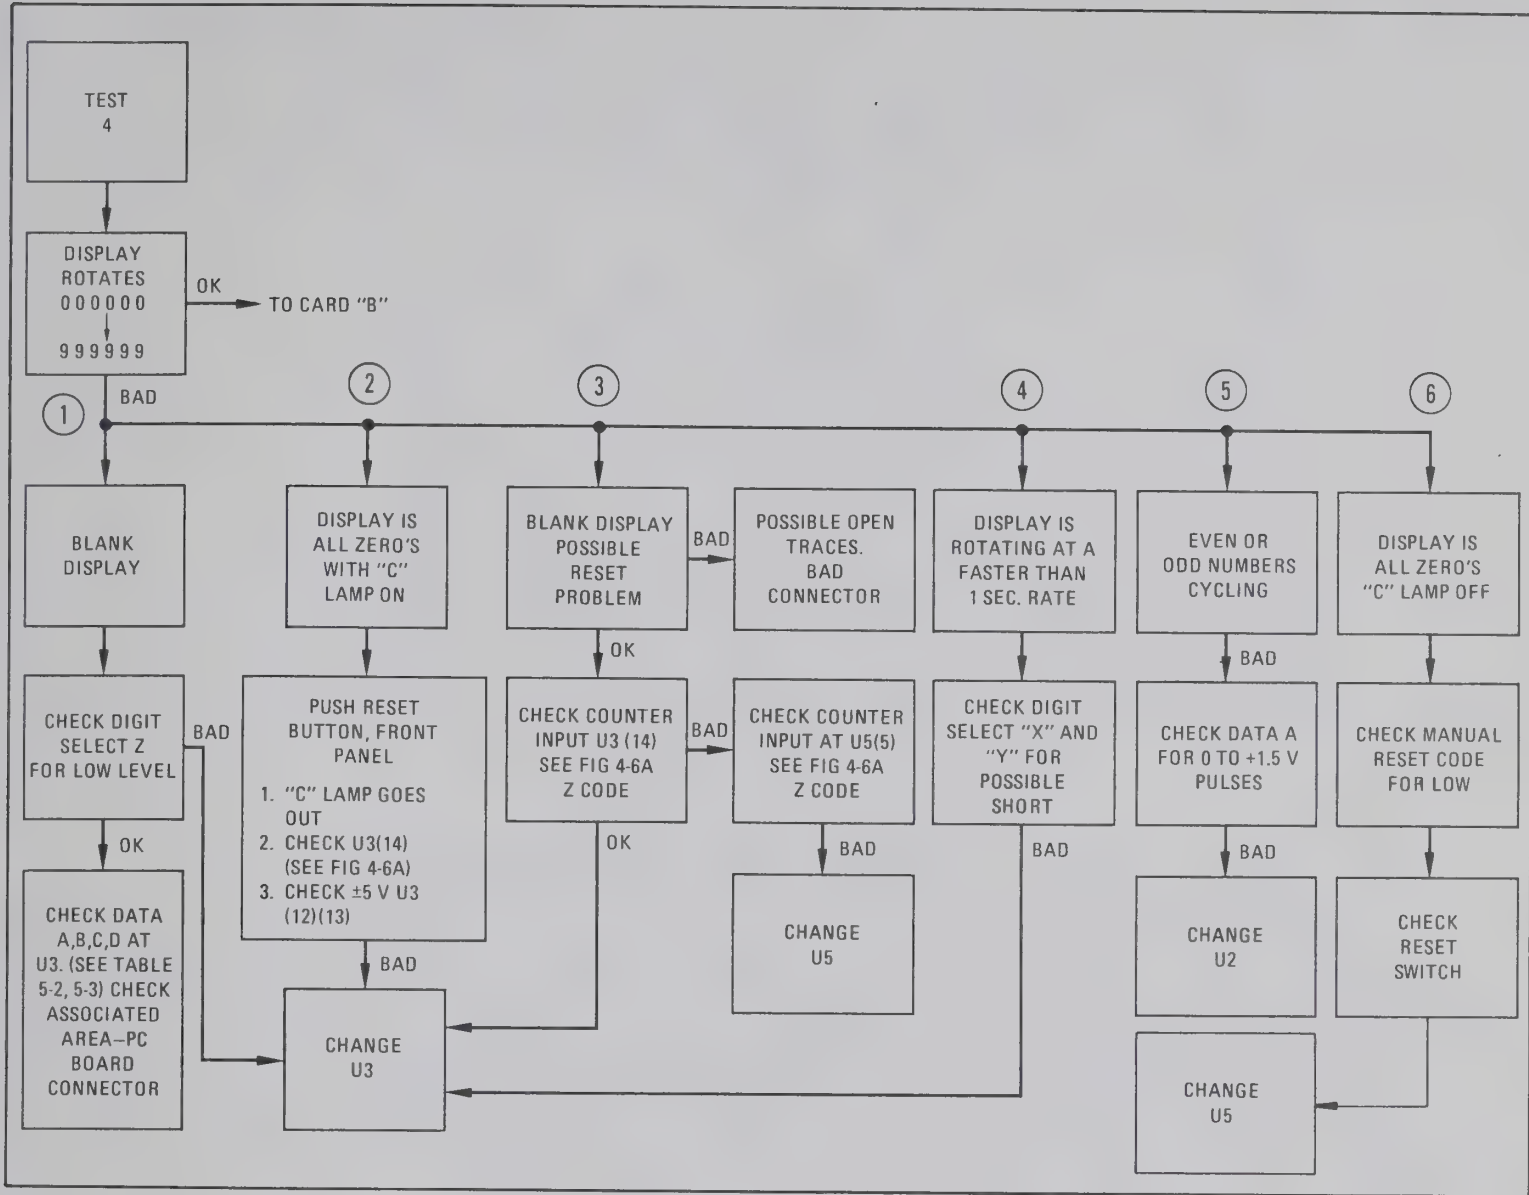 TEST
4
DISPLAY
ROTATES
000000
999999
OK
TO CARD "B"
BAD
1
2
3
4
5
6
BLANK
DISPLAY
CHECK DIGIT
SELECT Z
FOR LOW LEVEL
BAD
OK
CHECK DATA
A,B,C,D AT
U3. (SEE TABLE
5-2, 5-3) CHECK
ASSOCIATED
AREA–PC
BOARD
CONNECTOR
DISPLAY IS
ALL ZERO'S
WITH "C"
LAMP ON
PUSH RESET
BUTTON, FRONT
PANEL
1. "C" LAMP GOES
OUT
2. CHECK U3(14)
(SEE FIG 4-6A)
3. CHECK ±5 V U3
(12)(13)
BAD
CHANGE
U3
BLANK DISPLAY
POSSIBLE
RESET
PROBLEM
BAD
POSSIBLE OPEN
TRACES.
BAD
CONNECTOR
OK
CHECK COUNTER
INPUT U3 (14)
SEE FIG 4-6A
Z CODE
BAD
CHECK COUNTER
INPUT AT U5(5)
SEE FIG 4-6A
Z CODE
OK
BAD
CHANGE
U5
DISPLAY IS
ROTATING AT A
FASTER THAN
1 SEC. RATE
CHECK DIGIT
SELECT "X" AND
"Y" FOR
POSSIBLE
SHORT
BAD
EVEN OR
ODD NUMBERS
CYCLING
BAD
CHECK DATA A
FOR 0 TO +1.5 V
PULSES
BAD
CHANGE
U2
DISPLAY IS
ALL ZERO'S
"C" LAMP OFF
CHECK MANUAL
RESET CODE
FOR LOW
CHECK
RESET
SWITCH
CHANGE
U5